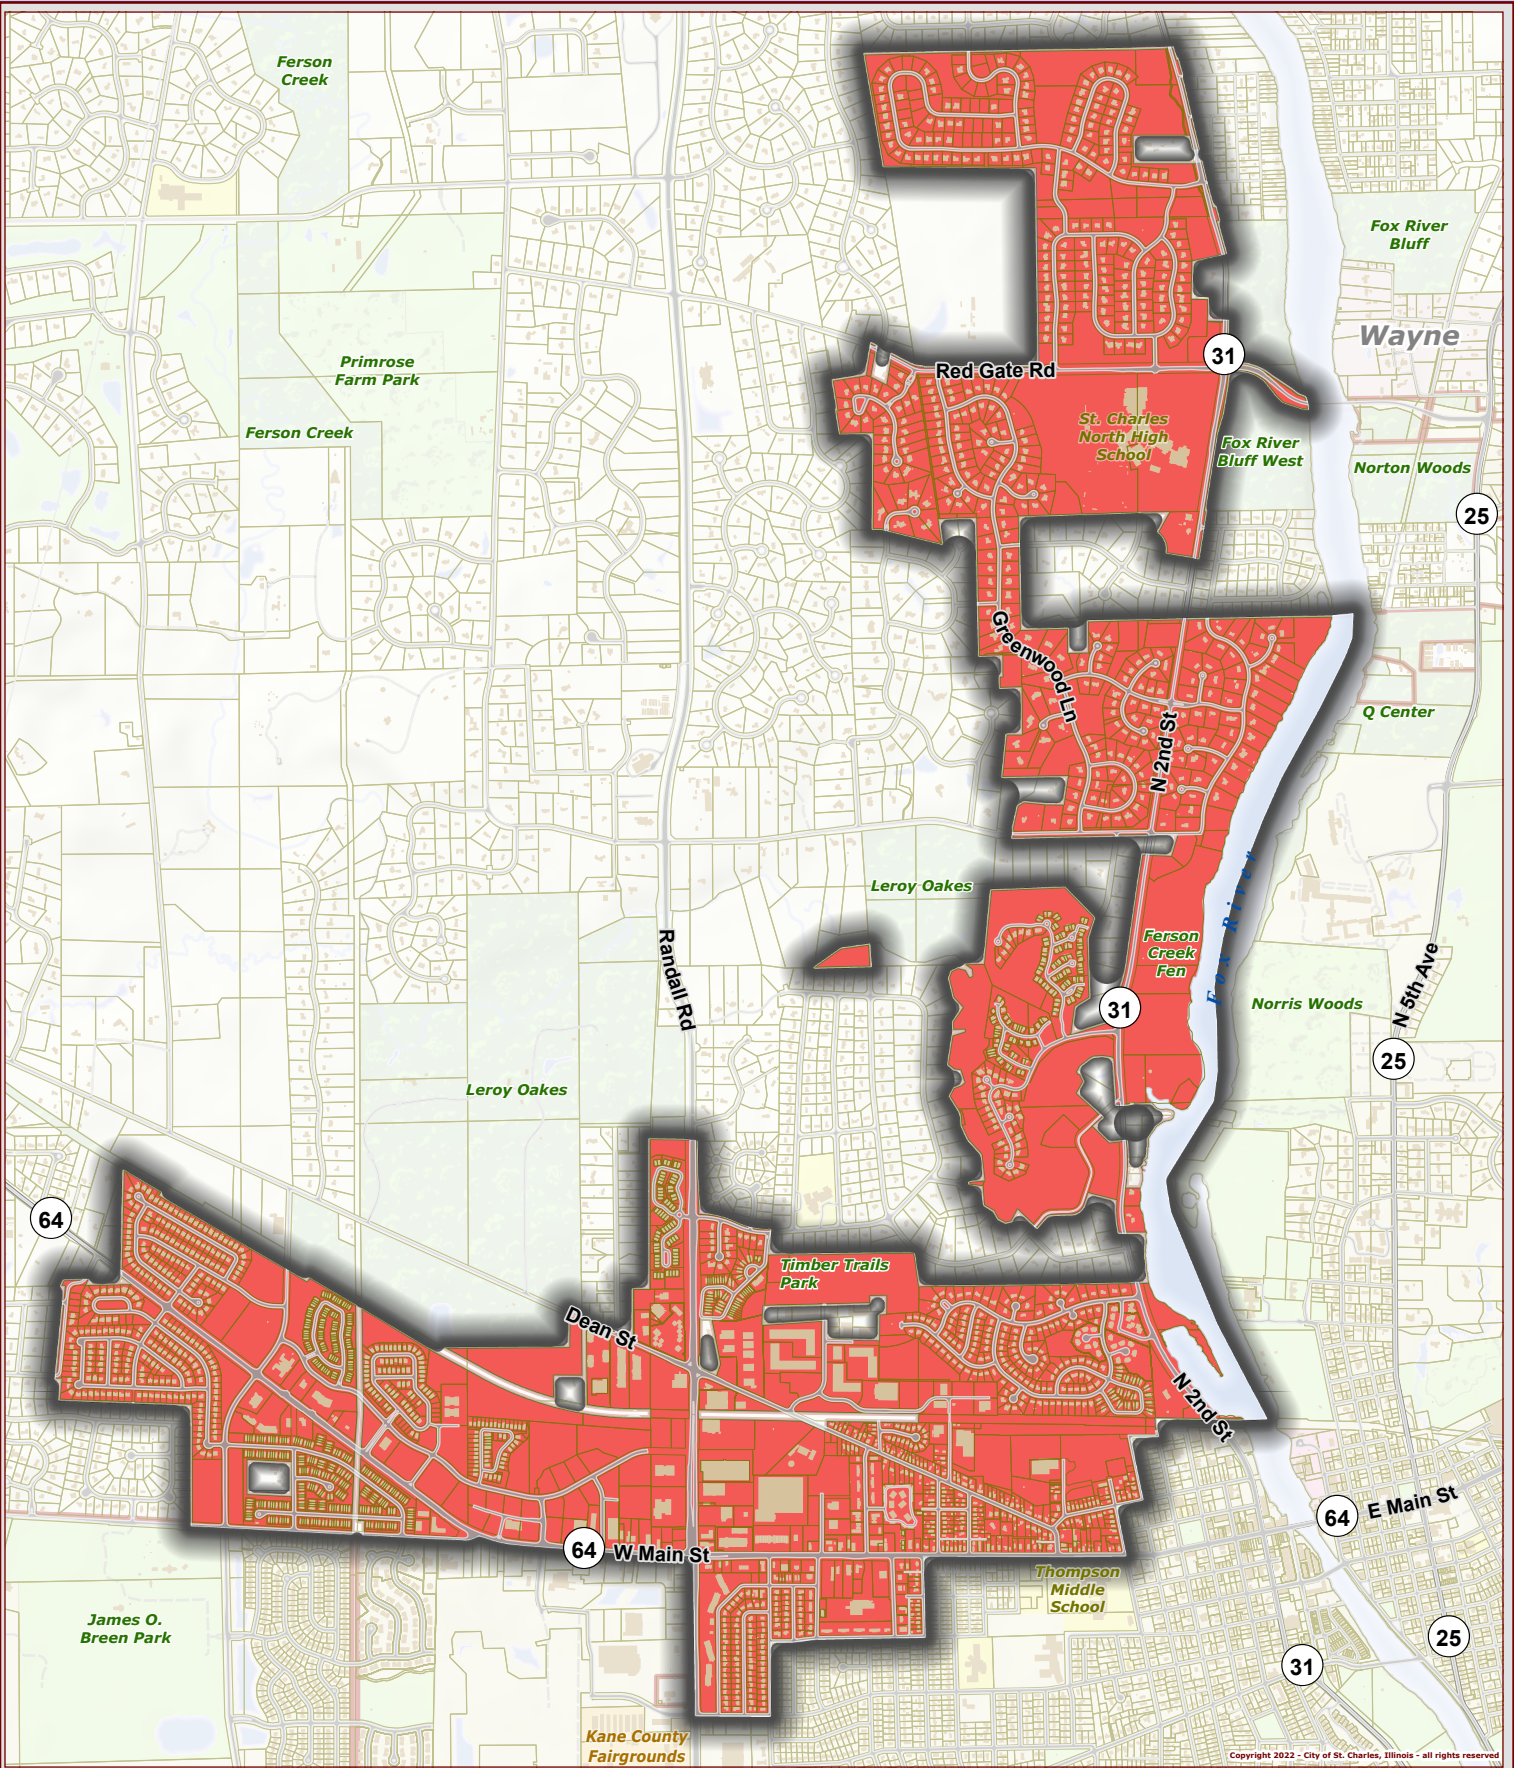 Ferson
Creek
Fox River
Bluff
Wayne
31
Primrose
Farm Park
Red Gate Rd
St. Charles
North High
School
Ferson Creek
Fox River
Bluff West
Norton Woods
25
Greenwood Ln
N 2nd St
Q Center
Fox River
Leroy Oakes
Randall Rd
Ferson
Creek
Fen
31
Norris Woods
N 5th Ave
25
Leroy Oakes
64
Timber Trails
Park
Dean St
N 2nd St
64
W Main St
64
E Main St
Thompson
Middle
School
James O.
Breen Park
25
31
Kane County
Fairgrounds
Copyright 2022 - City of St. Charles, Illinois - all rights reserved